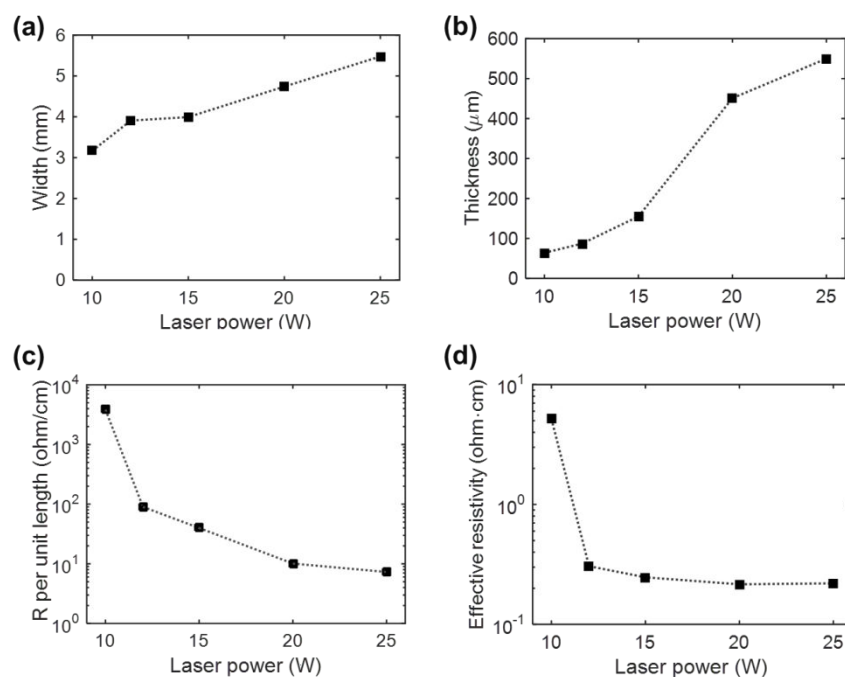 (a)
Width (mm)
6
5
4
3
2
1
0
10 15 20 25
Laser power (W)
(b)
Thickness (μm)
600
500
400
300
200
100
0
10 15 20 25
Laser power (W)
(c)
R per unit length (ohm/cm)
10⁴
10³
10²
10¹
10⁰
10 15 20 25
Laser power (W)
(d)
Effective resistivity (ohm·cm)
10¹
10⁰
10⁻¹
10 15 20 25
Laser power (W)